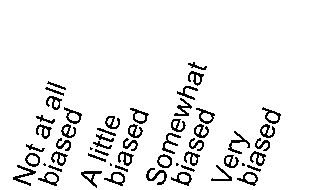 Not at all
biased
A little
biased
Somewhat
biased
Very
biased